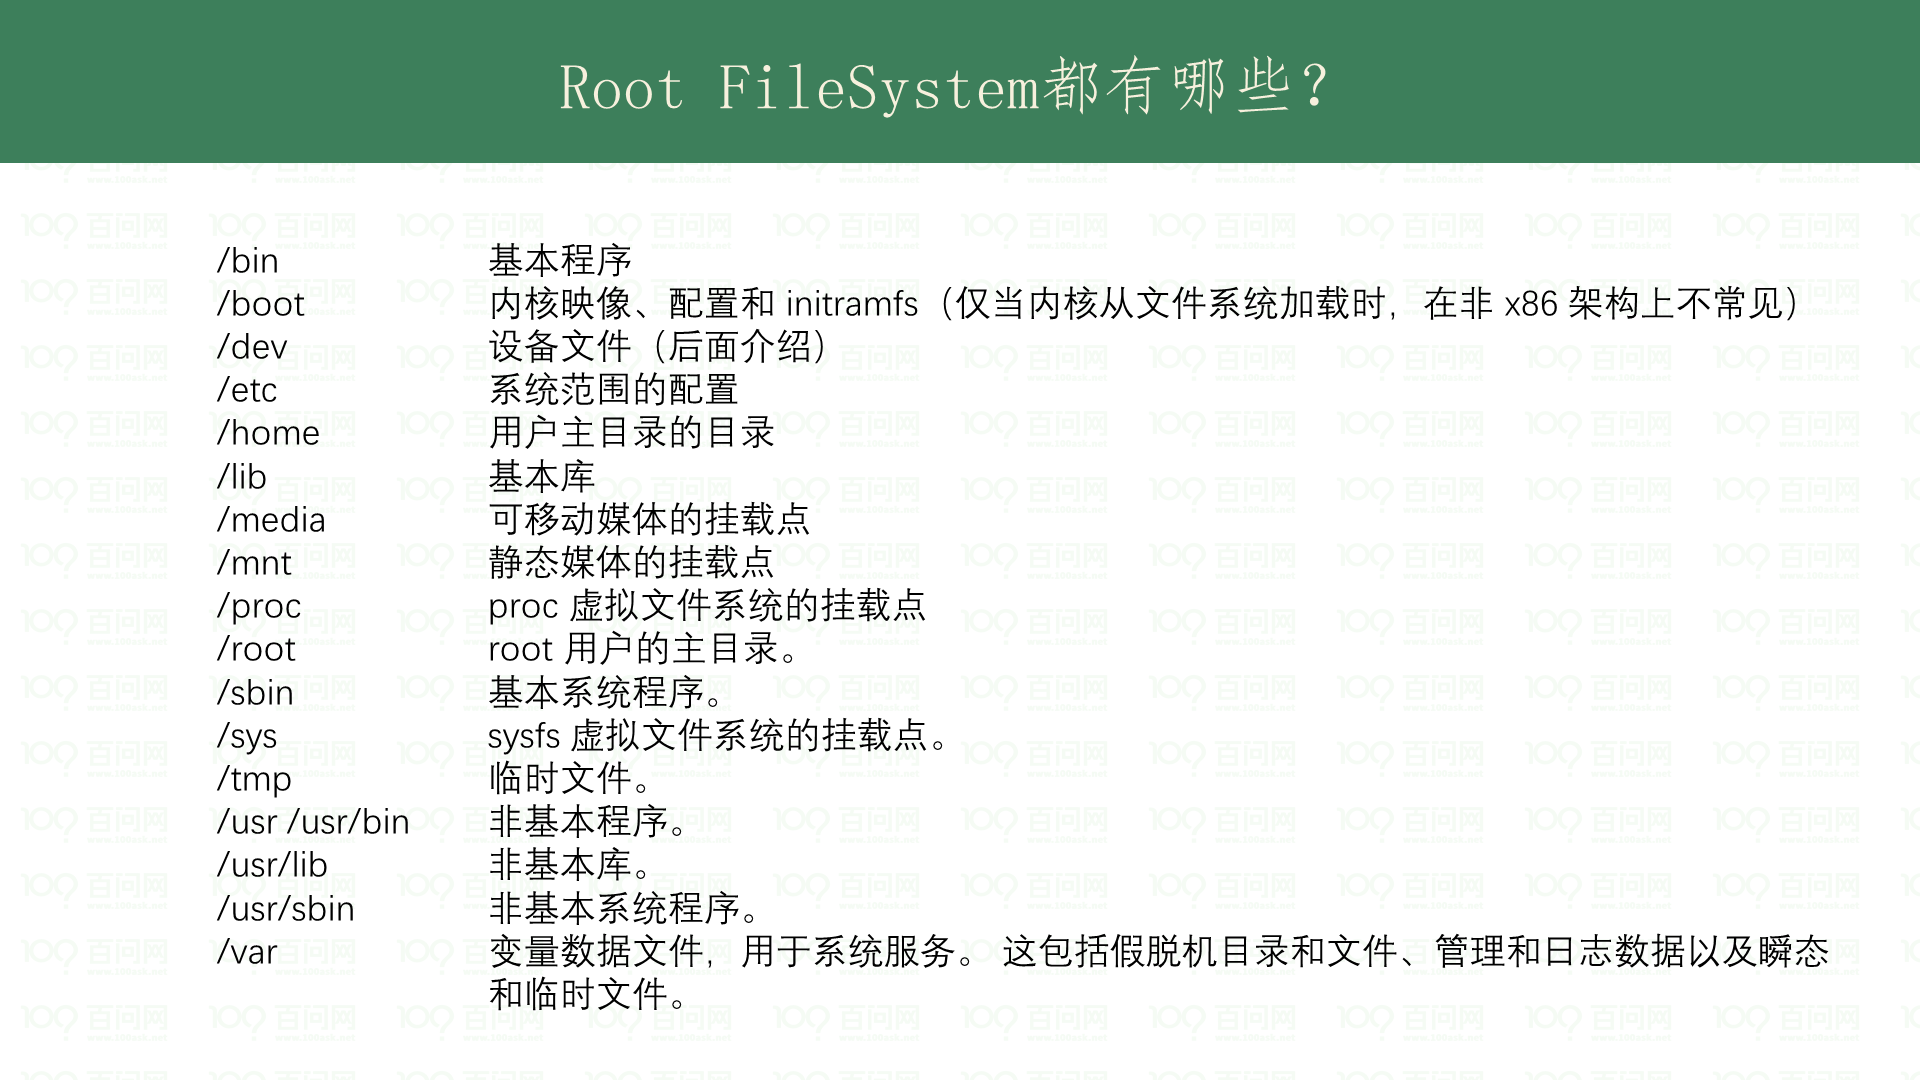 Root FileSystem都有哪些？
/bin 基本程序
/boot 内核映像、配置和 initramfs（仅当内核从文件系统加载时，在非 x86 架构上不常见）
/dev 设备文件（后面介绍）
/etc 系统范围的配置
/home 用户主目录的目录
/lib 基本库
/media 可移动媒体的挂载点
/mnt 静态媒体的挂载点
/proc proc 虚拟文件系统的挂载点
/root root 用户的主目录。
/sbin 基本系统程序。
/sys sysfs 虚拟文件系统的挂载点。
/tmp 临时文件。
/usr /usr/bin 非基本程序。
/usr/lib 非基本库。
/usr/sbin 非基本系统程序。
/var 变量数据文件，用于系统服务。这包括假脱机目录和文件、管理和日志数据以及瞬态
和临时文件。